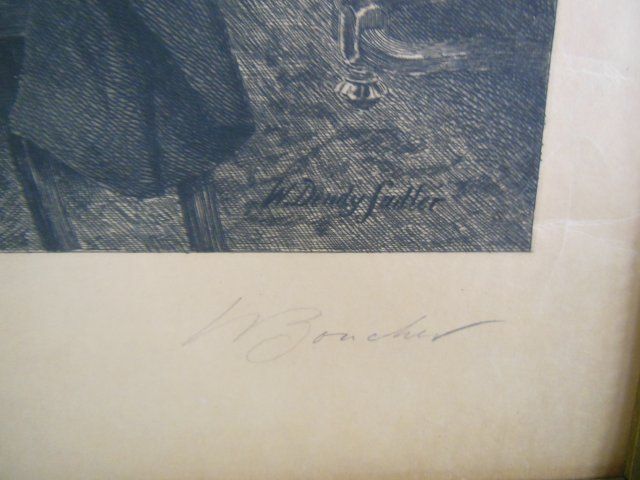 W. Dendy Sadler
W Boucher